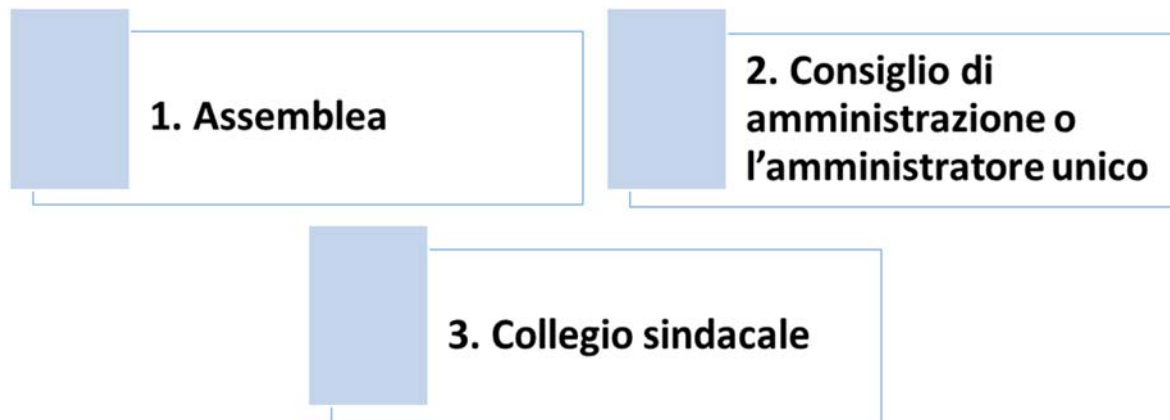 1. Assemblea
2. Consiglio di
amministrazione o
l’amministratore unico
3. Collegio sindacale